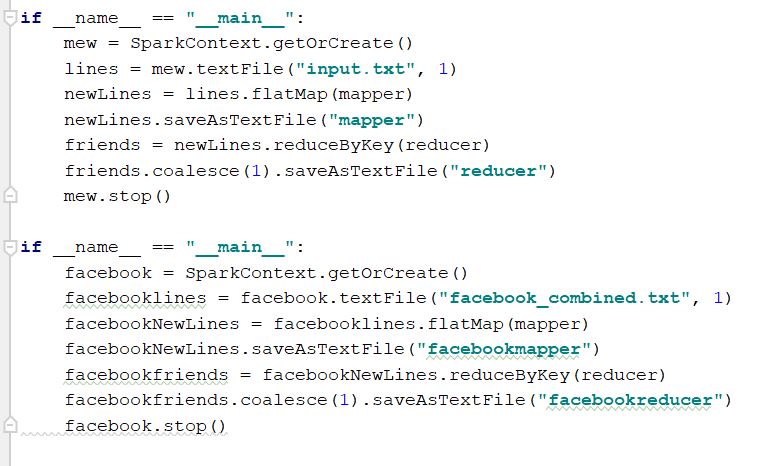 if __name__ == "__main__":
    mew = SparkContext.getOrCreate()
    lines = mew.textFile("input.txt", 1)
    newLines = lines.flatMap(mapper)
    newLines.saveAsTextFile("mapper")
    friends = newLines.reduceByKey(reducer)
    friends.coalesce(1).saveAsTextFile("reducer")
    mew.stop()

if __name__ == "__main__":
    facebook = SparkContext.getOrCreate()
    facebooklines = facebook.textFile("facebook_combined.txt", 1)
    facebookNewLines = facebooklines.flatMap(mapper)
    facebookNewLines.saveAsTextFile("facebookmapper")
    facebookfriends = facebookNewLines.reduceByKey(reducer)
    facebookfriends.coalesce(1).saveAsTextFile("facebookreducer")
    facebook.stop()